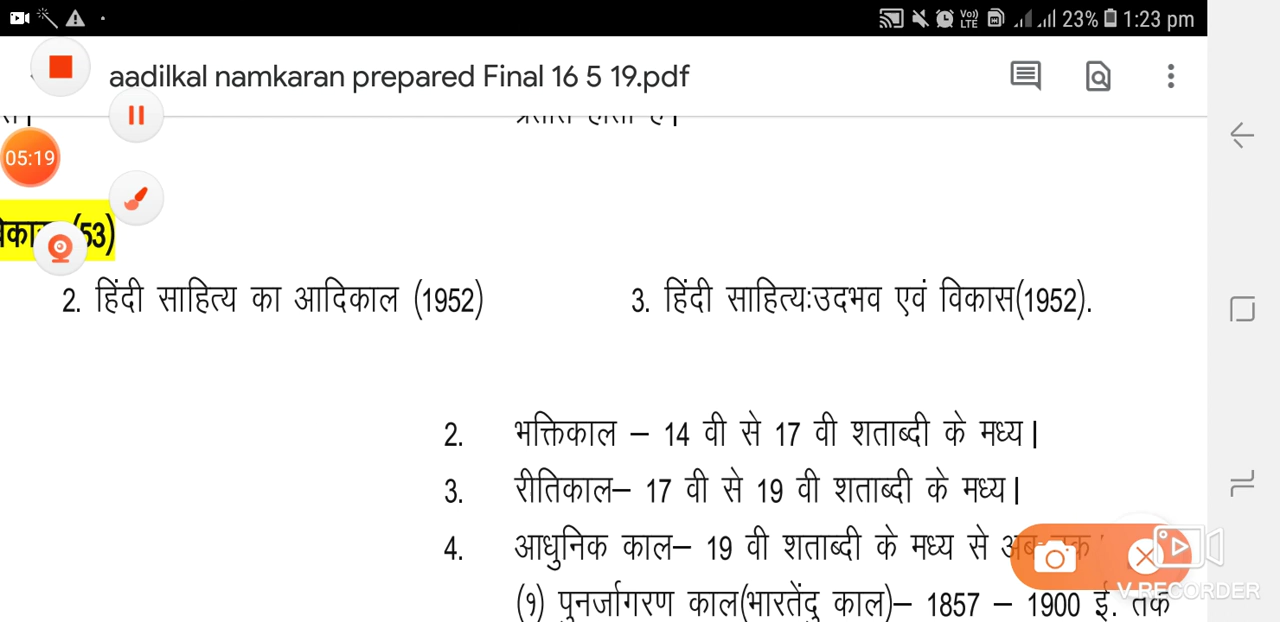 23% 1:23 pm
aadilkal namkaran prepared Final 16 5 19.pdf
05:19
53)
2. हिंदी साहित्य का आदिकाल (1952)
3. हिंदी साहित्यःउदभव एवं विकास(1952).
2. भक्तिकाल – 14 वी से 17 वी शताब्दी के मध्य|
3. रीतिकाल– 17 वी से 19 वी शताब्दी के मध्य|
4. आधुनिक काल– 19 वी शताब्दी के मध्य से
(१) पुनर्जागरण काल(भारतेंदु काल)– 1857 – 1900 ई. तक
V RECORDER